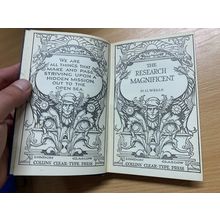 WE ARE
ALL THINGS THAT
MAKE AND PASS
STRIVING UPON A
HIDDEN MISSION
OUT TO THE
OPEN SEA.
LONDON
GLASGOW
COLLINS' CLEAR-TYPE PRESS
THE
RESEARCH
MAGNIFICENT
H. G. WELLS
LONDON
GLASGOW
COLLINS' CLEAR-TYPE PRESS